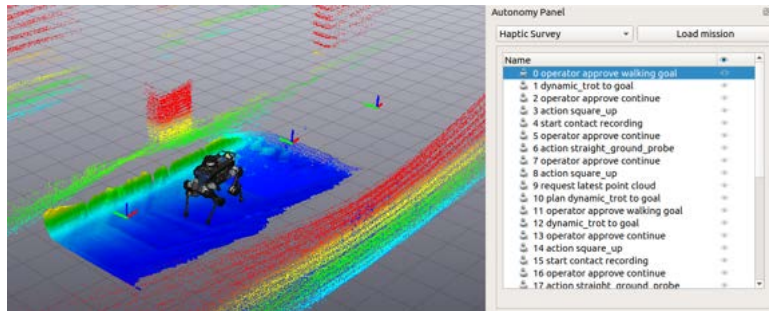 Autonomy Panel
Haptic Survey
Load mission
Name
0 operator approve walking goal
1 dynamic_trot to goal
2 operator approve continue
3 action square_up
4 start contact recording
5 operator approve continue
6 action straight_ground_probe
7 operator approve continue
8 action square_up
9 request latest point cloud
10 plan dynamic_trot to goal
11 operator approve walking goal
12 dynamic_trot to goal
13 operator approve continue
14 action square_up
15 start contact recording
16 operator approve continue
17 action straight_ground_probe